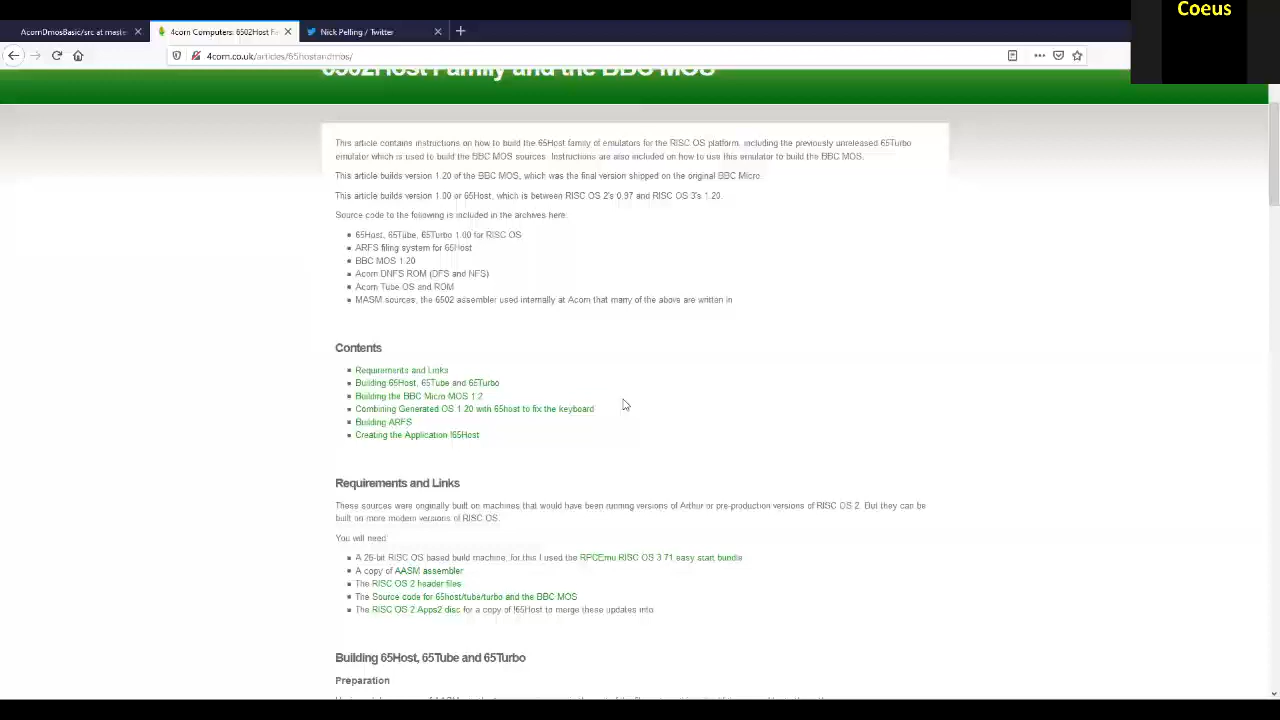 Coeus
AcornDmosBasic/src at maste
4corn Computers: 6502Host Fa
Nick Pelling / Twitter
4corn.co.uk/articles/65hostandmos/
6502Host Family and the BBC MOS
This article contains instructions on how to build the 65Host family of emulators for the RISC OS platform, including the previously unreleased 65Turbo
emulator which is used to build the BBC MOS sources. Instructions are also included on how to use this emulator to build the BBC MOS.
This article builds version 1.20 of the BBC MOS, which was the final version shipped on the original BBC Micro.
This article builds version 1.00 or 65Host, which is between RISC OS 2's 0.97 and RISC OS 3's 1.20.
Source code to the following is included in the archives here:
65Host, 65Tube, 65Turbo 1.00 for RISC OS
ARFS filing system for 65Host
BBC MOS 1.20
Acorn DNFS ROM (DFS and NFS)
Acorn Tube OS and ROM
MASM sources, the 6502 assembler used internally at Acorn that many of the above are written in
Contents
Requirements and Links
Building 65Host, 65Tube and 65Turbo
Building the BBC Micro MOS 1.2
Combining Generated OS 1.20 with 65host to fix the keyboard
Building ARFS
Creating the Application !65Host
Requirements and Links
These sources were originally built on machines that would have been running versions of Arthur or pre-production versions of RISC OS 2. But they can be
built on more modern versions of RISC OS.
You will need
A 26-bit RISC OS based build machine, for this I used the RPCEmu RISC OS 3.71 easy start bundle
A copy of AASM assembler
The RISC OS 2 header files
The Source code for 65host/tube/turbo and the BBC MOS
The RISC OS 2 Apps2 disc for a copy of !65Host to merge these updates into
Building 65Host, 65Tube and 65Turbo
Preparation